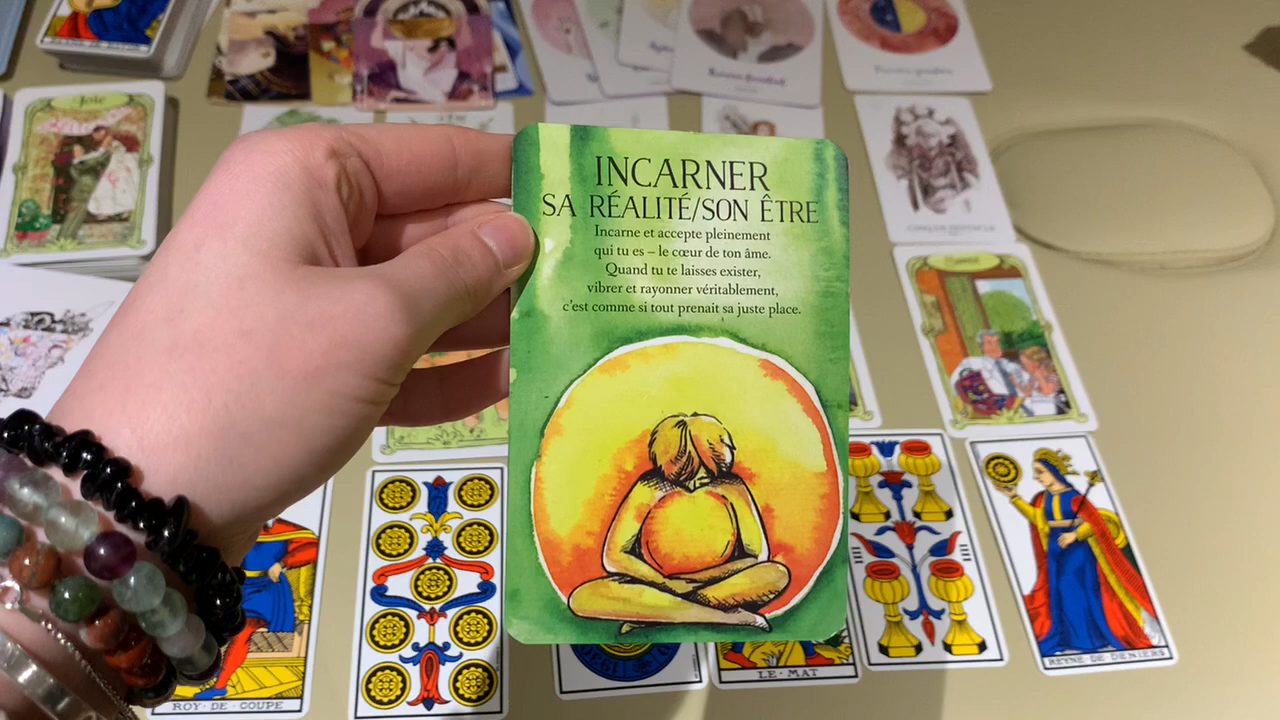 Joie
INCARNER
SA RÉALITÉ/SON ÊTRE
Incarne et accepte pleinement
qui tu es – le cœur de ton âme.
Quand tu te laisses exister,
vibrer et rayonner véritablement,
c'est comme si tout prenait sa juste place.
ROY · DE · COUPE
LE · MAT
REYNE · DE · DENIERS